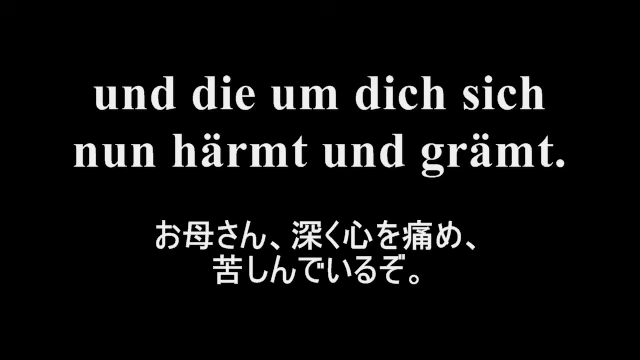 und die um dich sich
nun härmt und grämt.
お母さん、深く心を痛め、
苦しんでいるぞ。